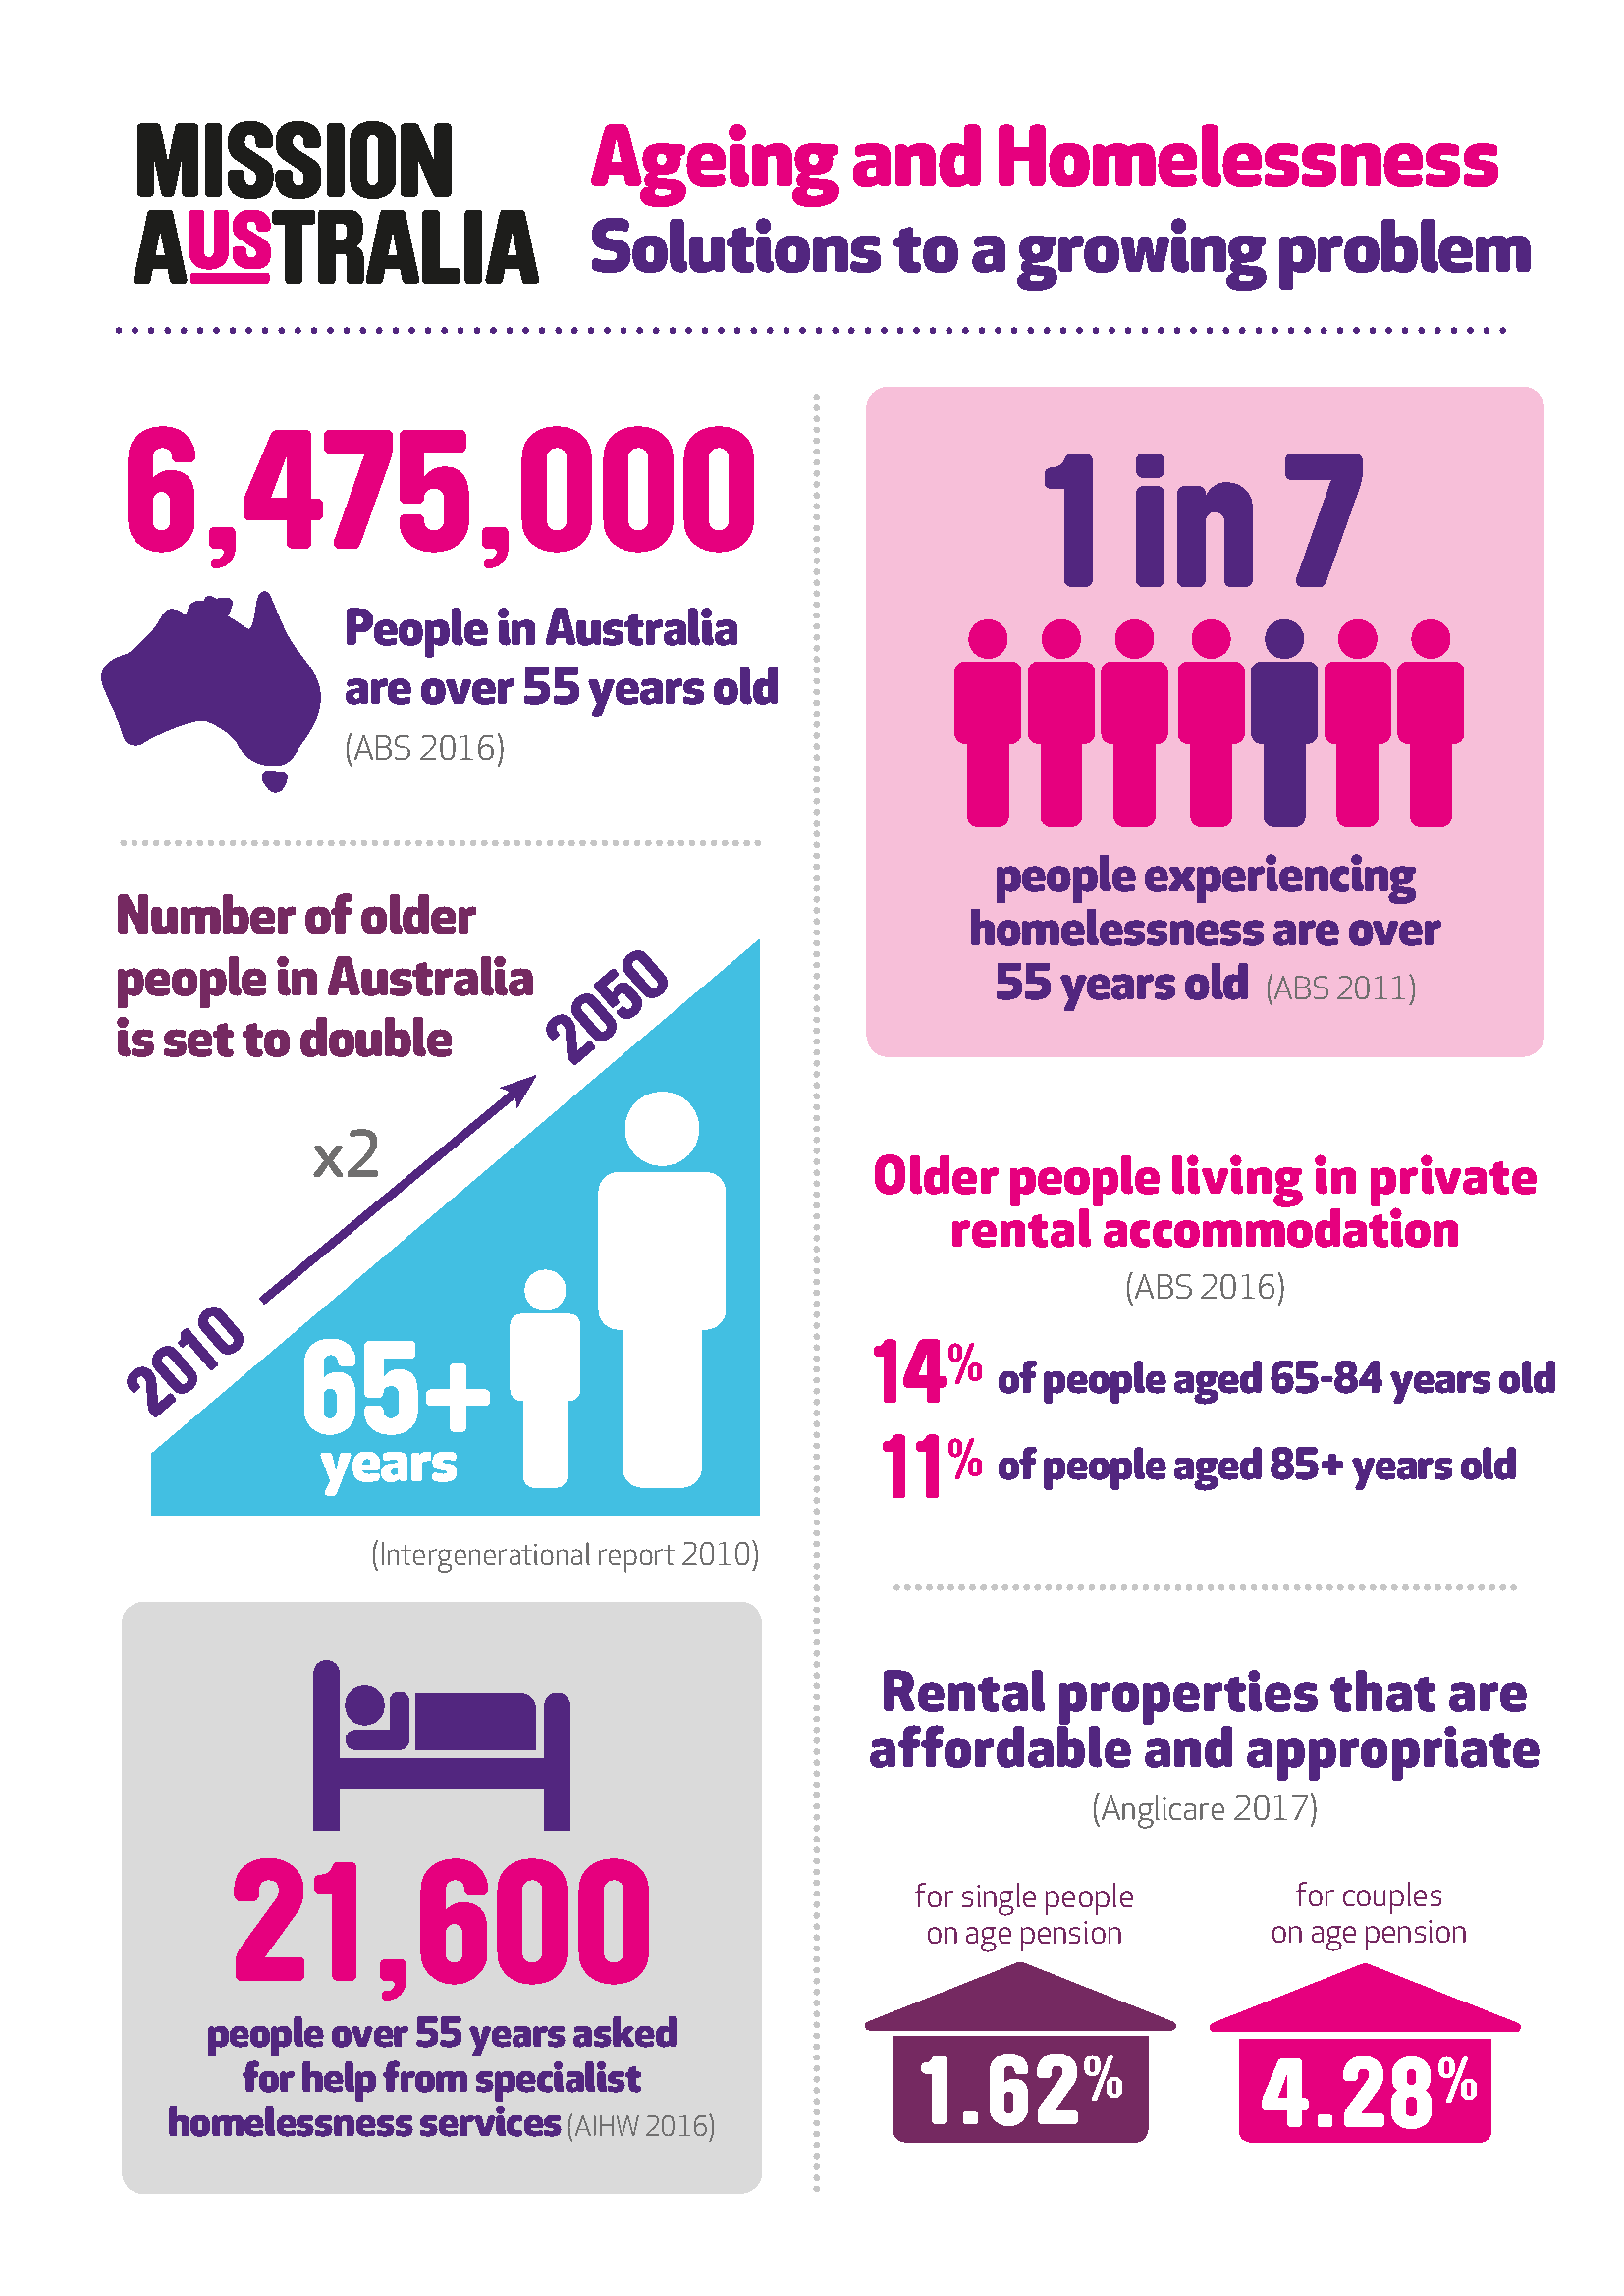 MISSION
AUSTRALIA
Ageing and Homelessness
Solutions to a growing problem
6,475,000
People in Australia
are over 55 years old
(ABS 2016)
Number of older
people in Australia
is set to double
2050
x2
2010
65+
years
(Intergenerational report 2010)
21,600
people over 55 years asked
for help from specialist
homelessness services (AIHW 2016)
1 in 7
people experiencing
homelessness are over
55 years old (ABS 2011)
Older people living in private
rental accommodation
(ABS 2016)
14% of people aged 65-84 years old
11% of people aged 85+ years old
Rental properties that are
affordable and appropriate
(Anglicare 2017)
for single people
on age pension
1.62%
for couples
on age pension
4.28%